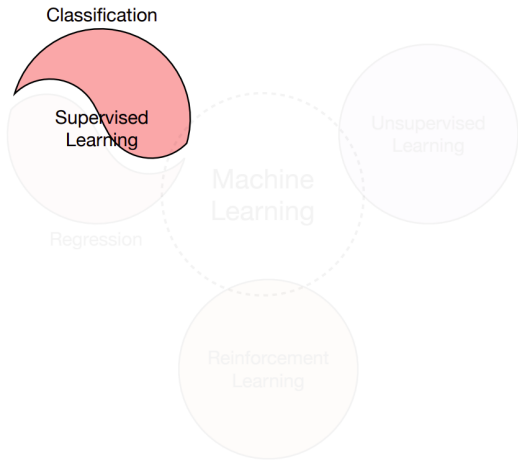 Classification
Supervised
Learning
Unsupervised
Learning
Machine
Learning
Regression
Reinforcement
Learning